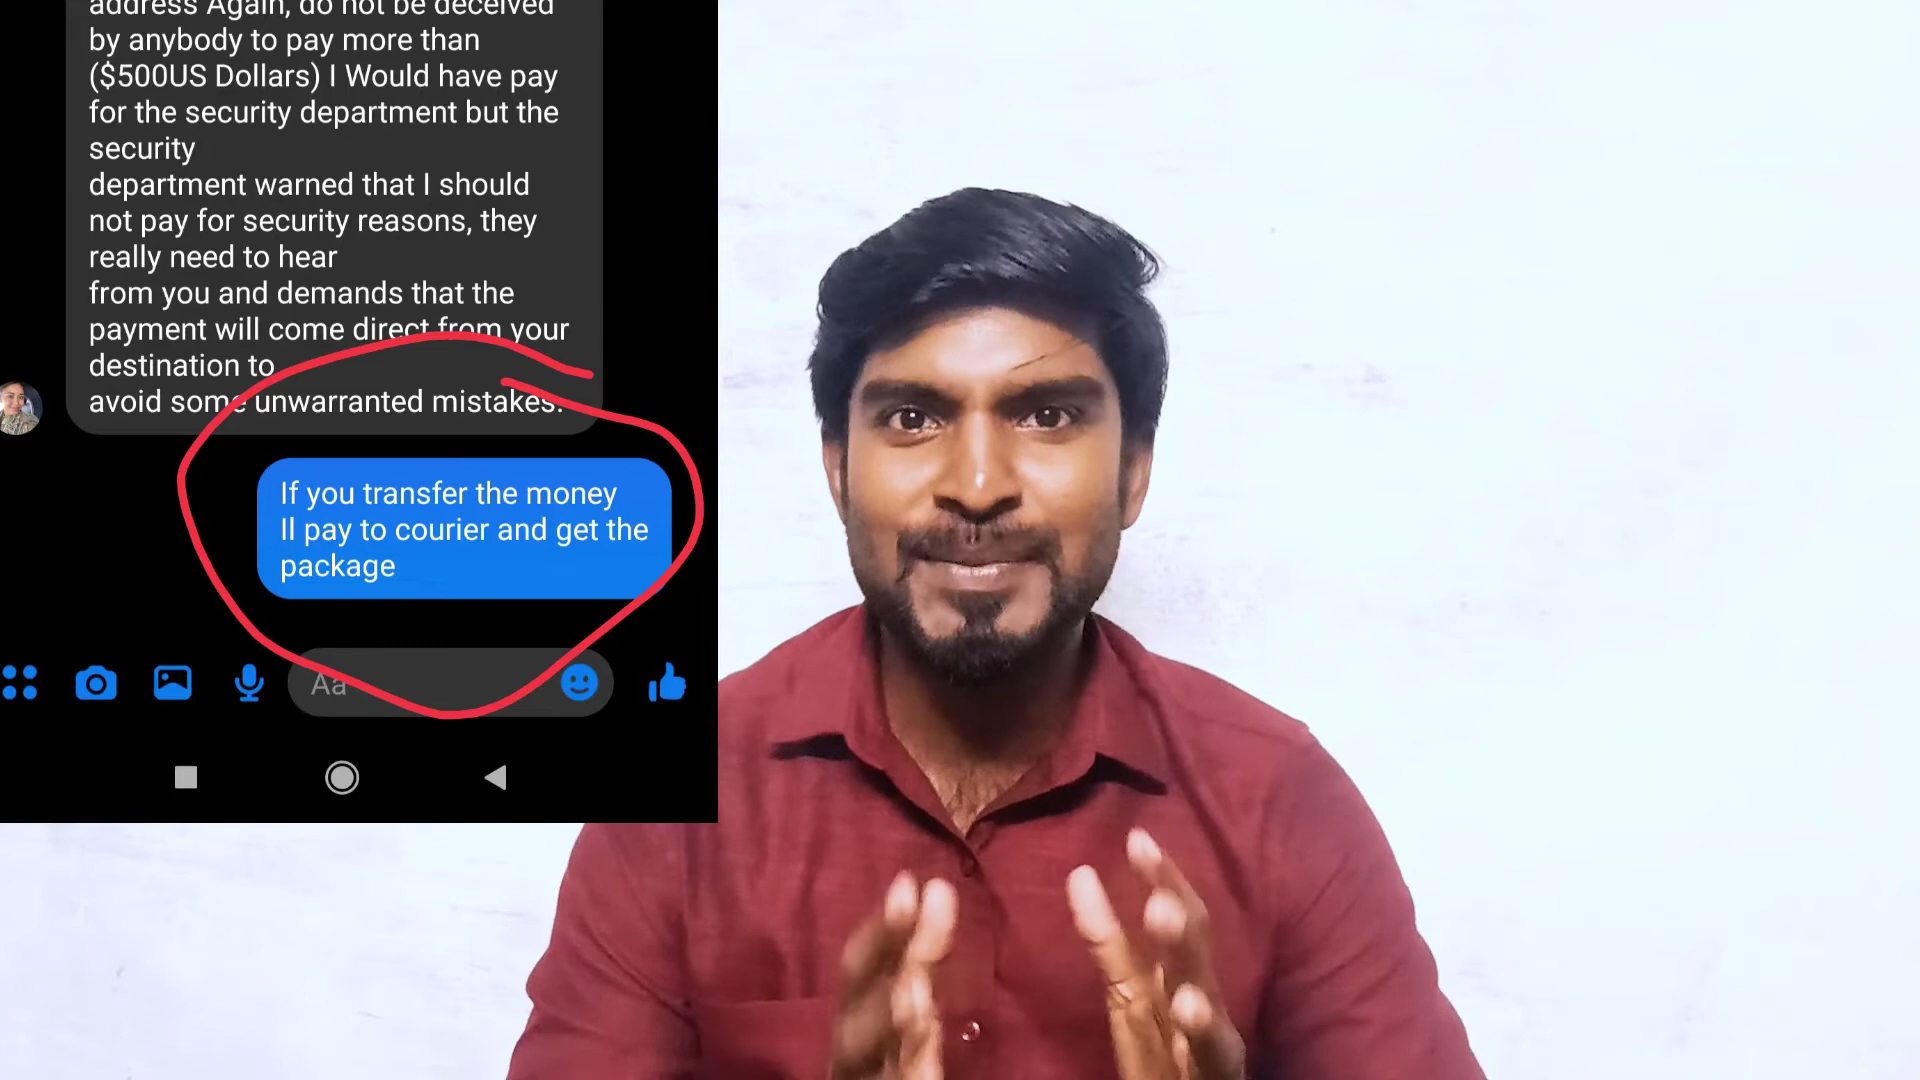 address Again, do not be deceived
by anybody to pay more than
($500US Dollars) I Would have pay
for the security department but the
security
department warned that I should
not pay for security reasons, they
really need to hear
from you and demands that the
payment will come direct from your
destination to
avoid some unwarranted mistakes.
If you transfer the money
Il pay to courier and get the
package
Aa